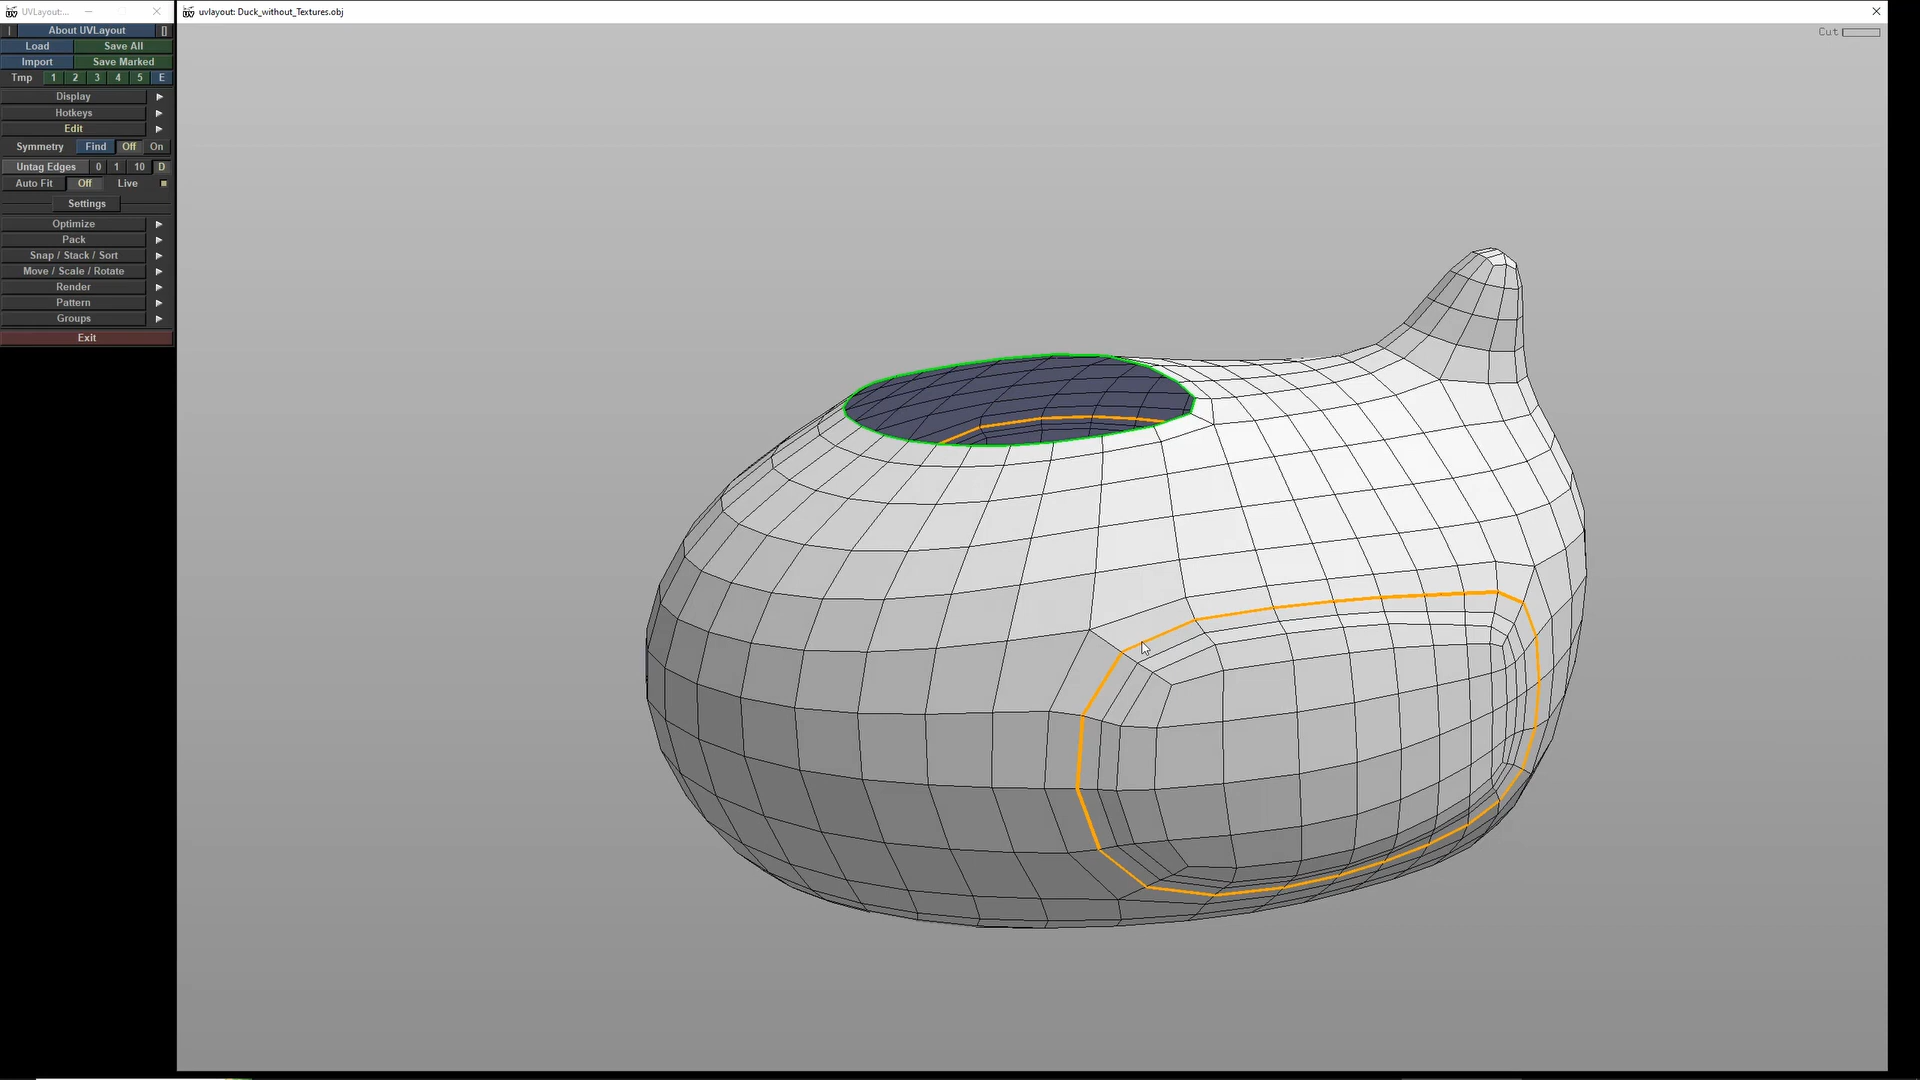 UVLayout:...
uvlayout: Duck_without_Textures.obj
About UVLayout
Cut
Load Save All
Import Save Marked
Tmp 1 2 3 4 5 E
Display
Hotkeys
Edit
Symmetry Find Off On
Untag Edges 0 1 10 D
Auto Fit Off Live
Settings
Optimize
Pack
Snap / Stack / Sort
Move / Scale / Rotate
Render
Pattern
Groups
Exit